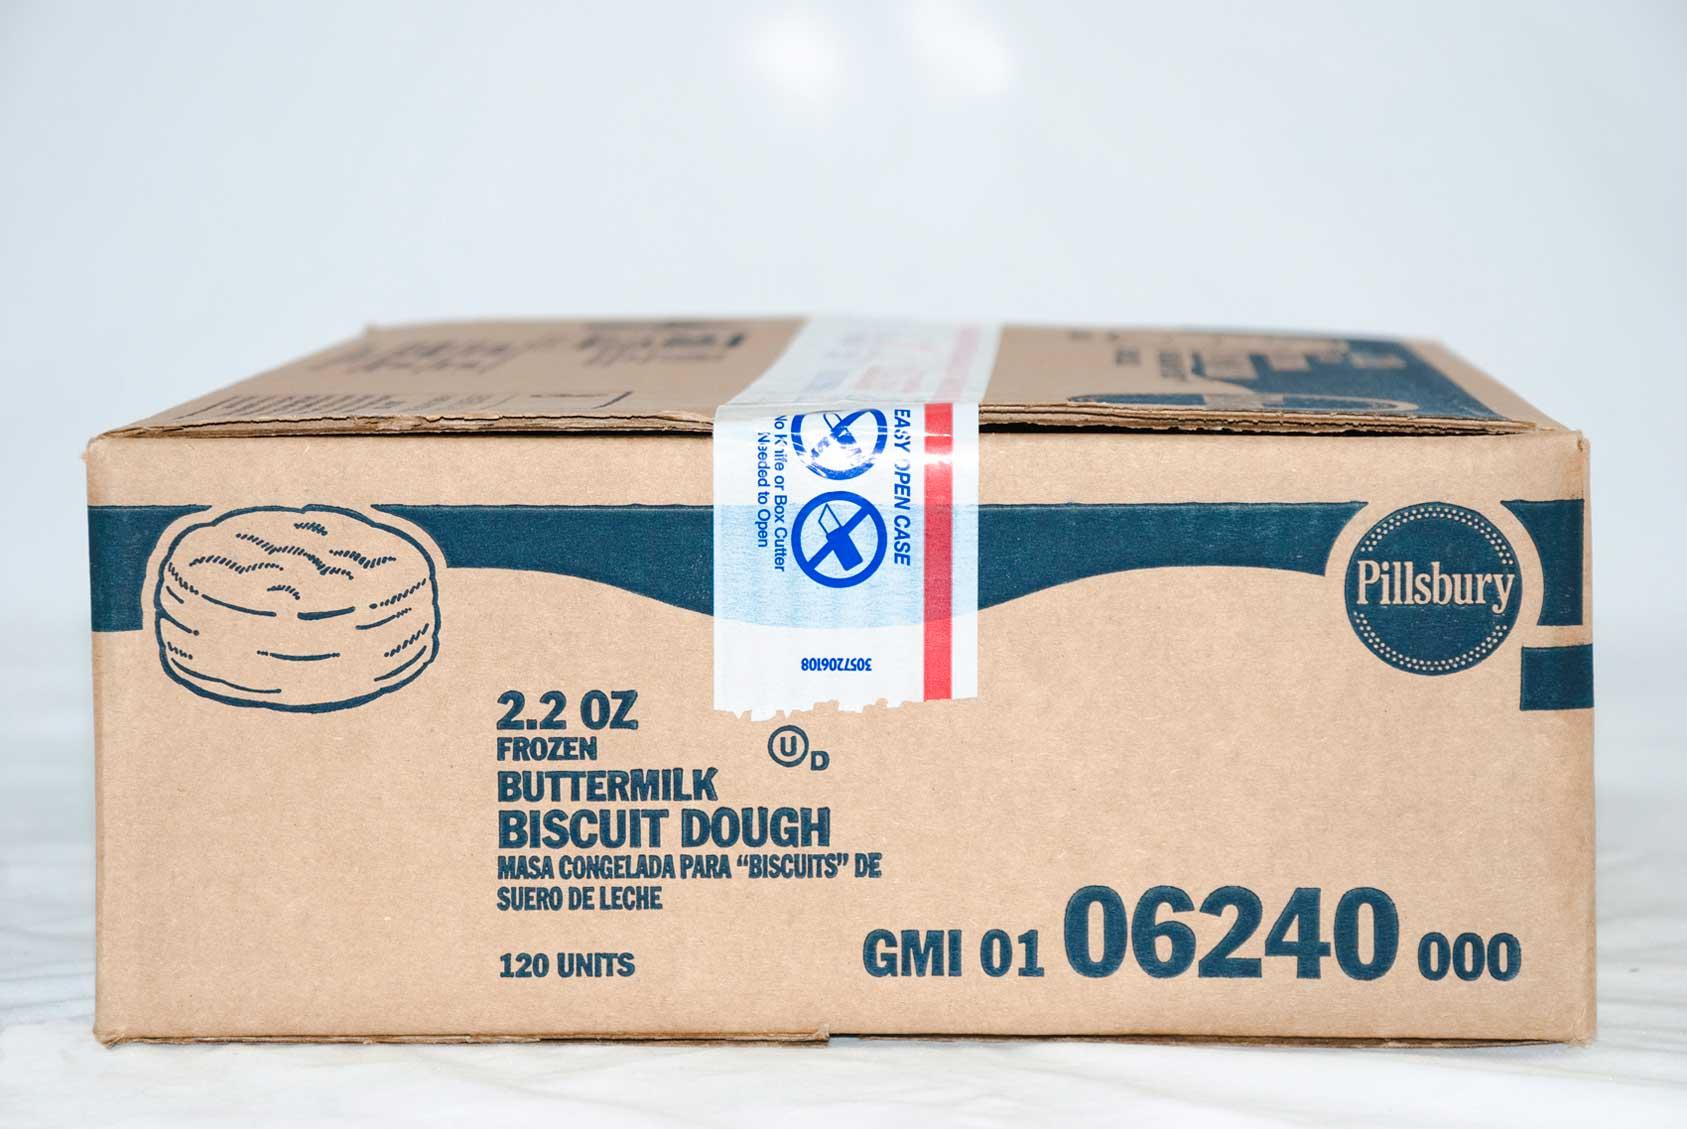 EASY OPEN CASE
No Knife or Box Cutter
Needed to Open
3057206108
Pillsbury
2.2 OZ
FROZEN
U D
BUTTERMILK
BISCUIT DOUGH
MASA CONGELADA PARA “BISCUITS” DE
SUERO DE LECHE
120 UNITS
GMI 01 06240 000